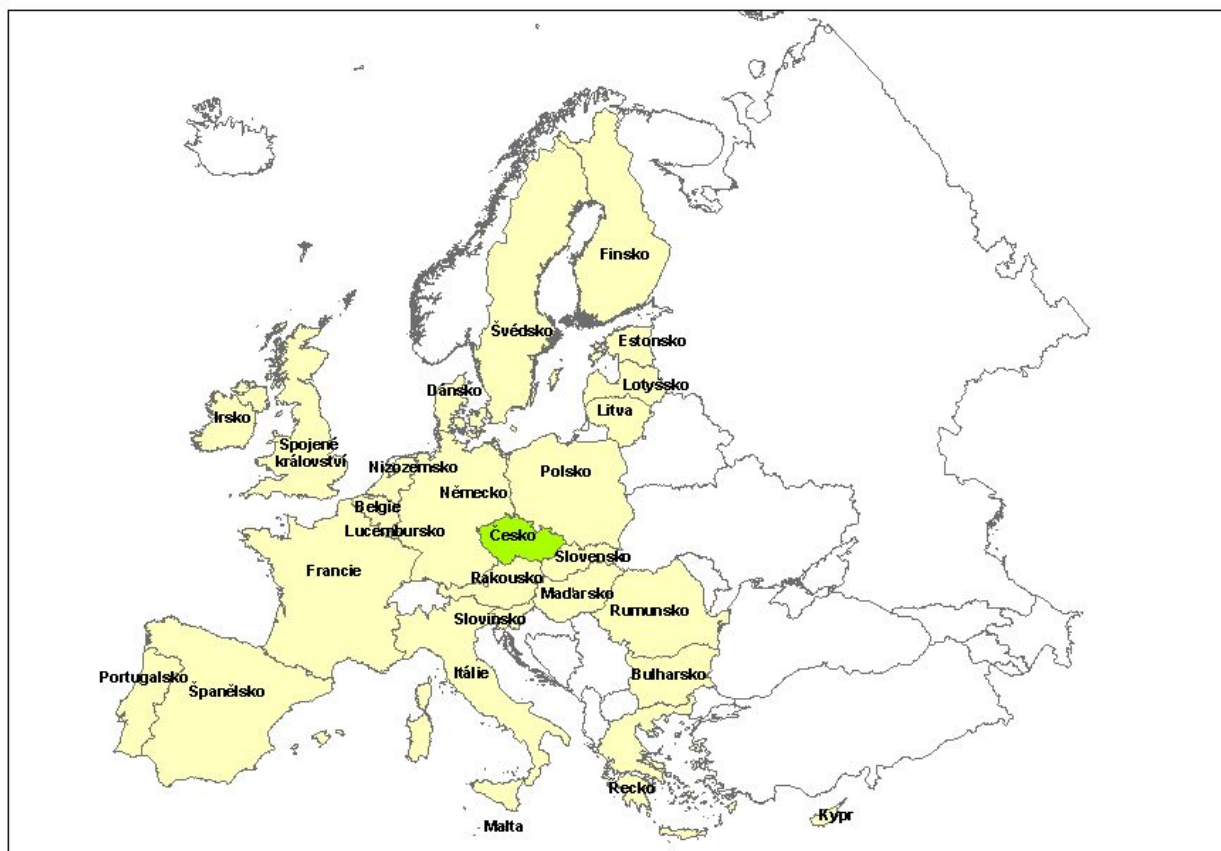 Finsko
Švédsko
Estonsko
Lotyšsko
Dánsko
Litva
Irsko
Spojené
království
Nizozemsko
Polsko
Německo
Belgie
Lucembursko
Česko
Slovensko
Francie
Rakousko
Maďarsko
Rumunsko
Slovinsko
Portugalsko
Španělsko
Itálie
Bulharsko
Řecko
Malta
Kypr